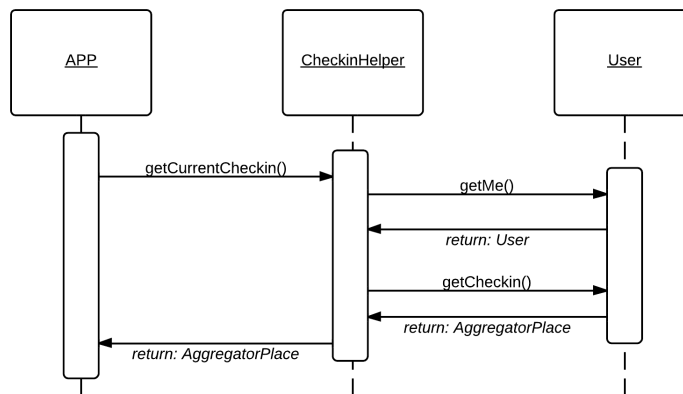 APP
CheckinHelper
User
getCurrentCheckin()
getMe()
return: User
getCheckin()
return: AggregatorPlace
return: AggregatorPlace